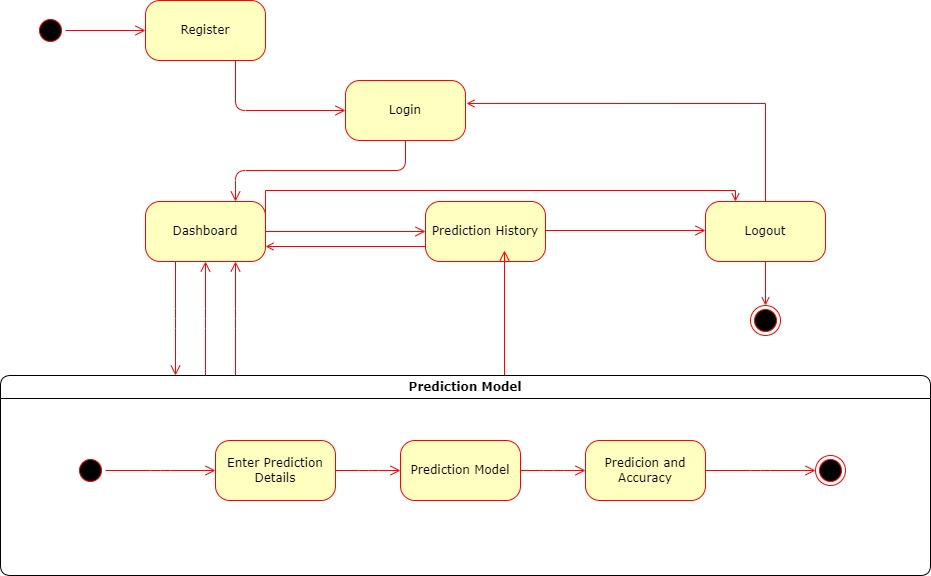 Register
Login
Dashboard
Prediction History
Logout
Prediction Model
Enter Prediction
Details
Prediction Model
Predicion and
Accuracy